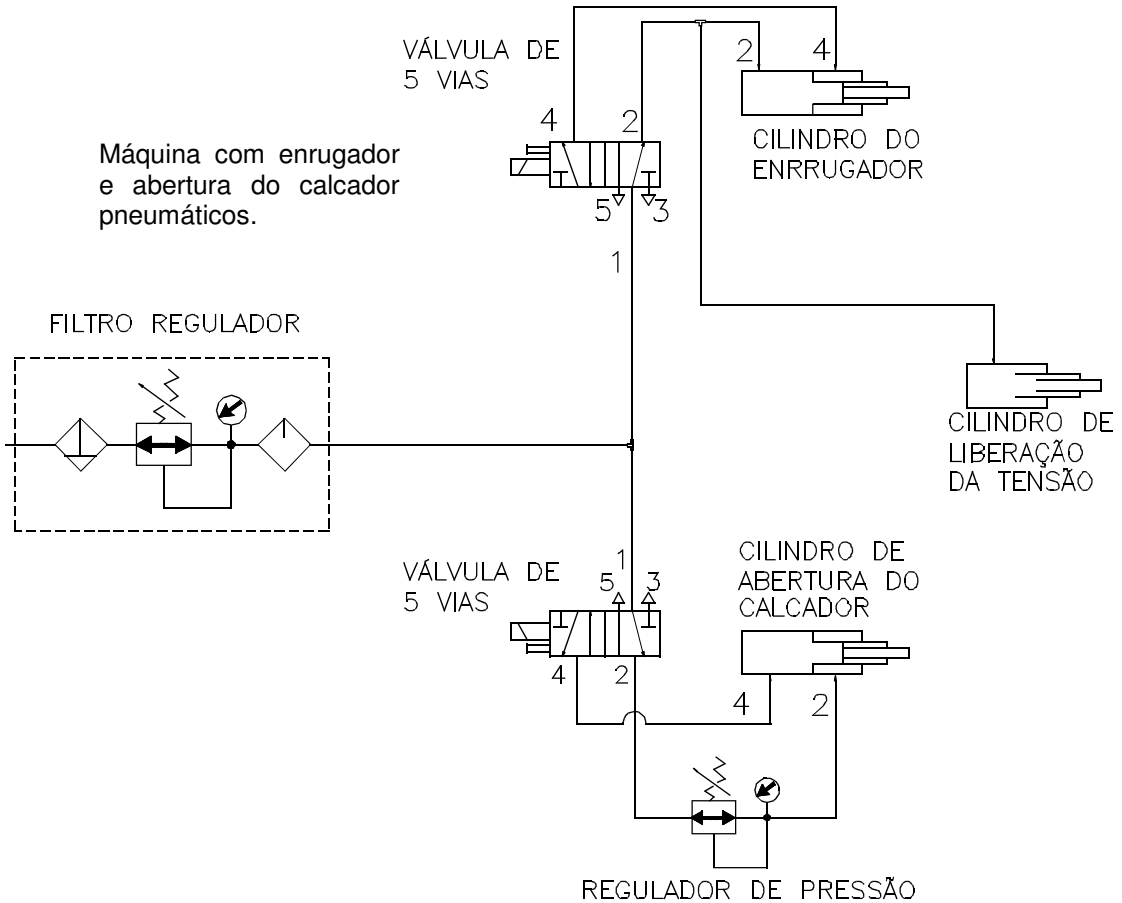 VÁLVULA DE
5 VIAS
2
4
4
2
CILINDRO DO
ENRRUGADOR
Máquina com enrugador
e abertura do calcador
pneumáticos.
5
3
1
FILTRO REGULADOR
CILINDRO DE
LIBERAÇÃO
DA TENSÃO
1
VÁLVULA DE
5 VIAS
5
3
CILINDRO DE
ABERTURA DO
CALCADOR
4
2
4
2
REGULADOR DE PRESSÃO